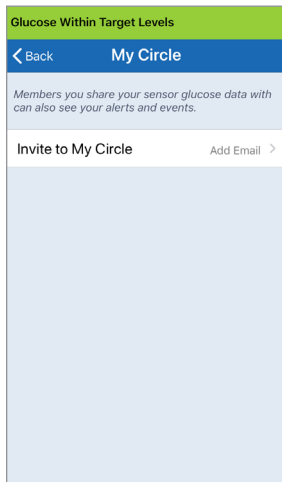 Glucose Within Target Levels
Back My Circle
Members you share your sensor glucose data with
can also see your alerts and events.
Invite to My Circle Add Email